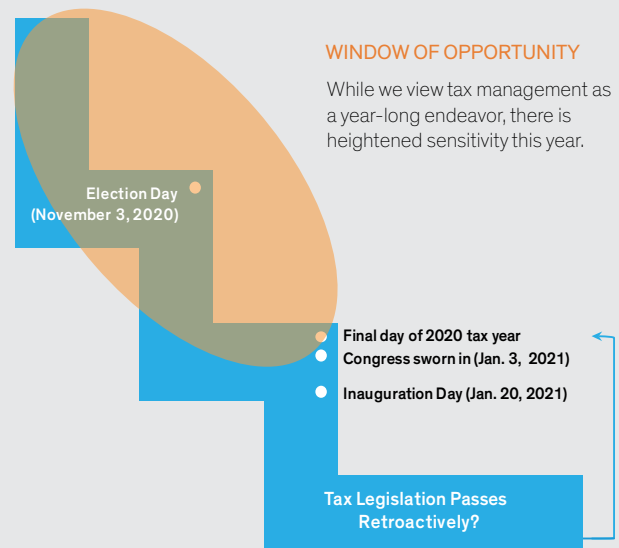 WINDOW OF OPPORTUNITY
While we view tax management as
a year-long endeavor, there is
heightened sensitivity this year.
Election Day
(November 3, 2020)
Final day of 2020 tax year
Congress sworn in (Jan. 3, 2021)
Inauguration Day (Jan. 20, 2021)
Tax Legislation Passes
Retroactively?